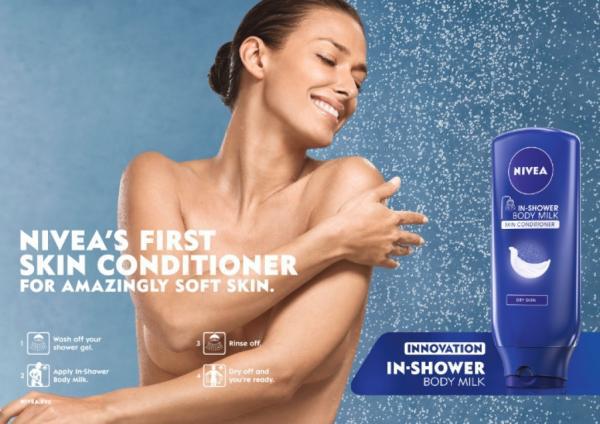 NIVEA'S FIRST
SKIN CONDITIONER
FOR AMAZINGLY SOFT SKIN.
1 Wash off your
shower gel.
2 Apply In-Shower
Body Milk.
3 Rinse off.
4 Dry off and
you're ready.
NIVEA
IN-SHOWER
BODY MILK
SKIN CONDITIONER
DRY SKIN
INNOVATION
IN-SHOWER
BODY MILK